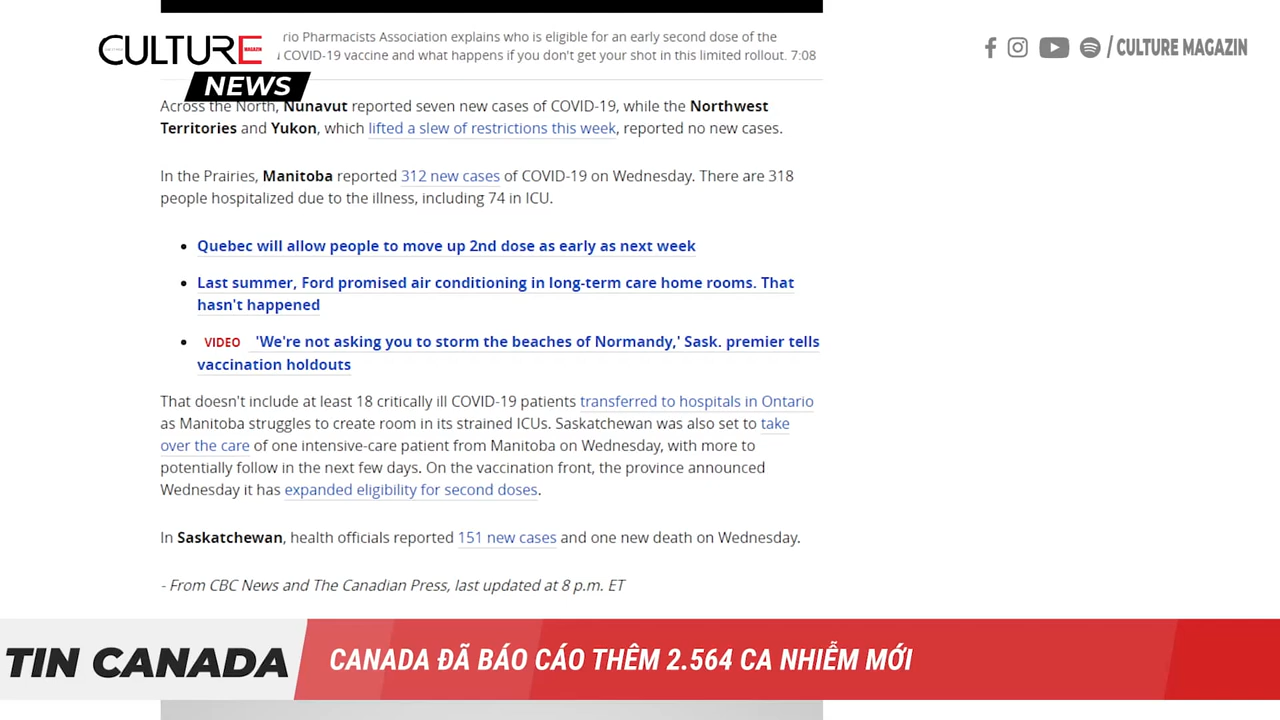 CULTURE
MAGAZIN
NEWS
/ CULTURE MAGAZIN
rio Pharmacists Association explains who is eligible for an early second dose of the
COVID-19 vaccine and what happens if you don't get your shot in this limited rollout. 7:08
Across the North, Nunavut reported seven new cases of COVID-19, while the Northwest
Territories and Yukon, which lifted a slew of restrictions this week, reported no new cases.
In the Prairies, Manitoba reported 312 new cases of COVID-19 on Wednesday. There are 318
people hospitalized due to the illness, including 74 in ICU.
Quebec will allow people to move up 2nd dose as early as next week
Last summer, Ford promised air conditioning in long-term care home rooms. That
hasn't happened
VIDEO 'We're not asking you to storm the beaches of Normandy,' Sask. premier tells
vaccination holdouts
That doesn't include at least 18 critically ill COVID-19 patients transferred to hospitals in Ontario
as Manitoba struggles to create room in its strained ICUs. Saskatchewan was also set to take
over the care of one intensive-care patient from Manitoba on Wednesday, with more to
potentially follow in the next few days. On the vaccination front, the province announced
Wednesday it has expanded eligibility for second doses.
In Saskatchewan, health officials reported 151 new cases and one new death on Wednesday.
- From CBC News and The Canadian Press, last updated at 8 p.m. ET
TIN CANADA
CANADA ĐÃ BÁO CÁO THÊM 2.564 CA NHIỄM MỚI